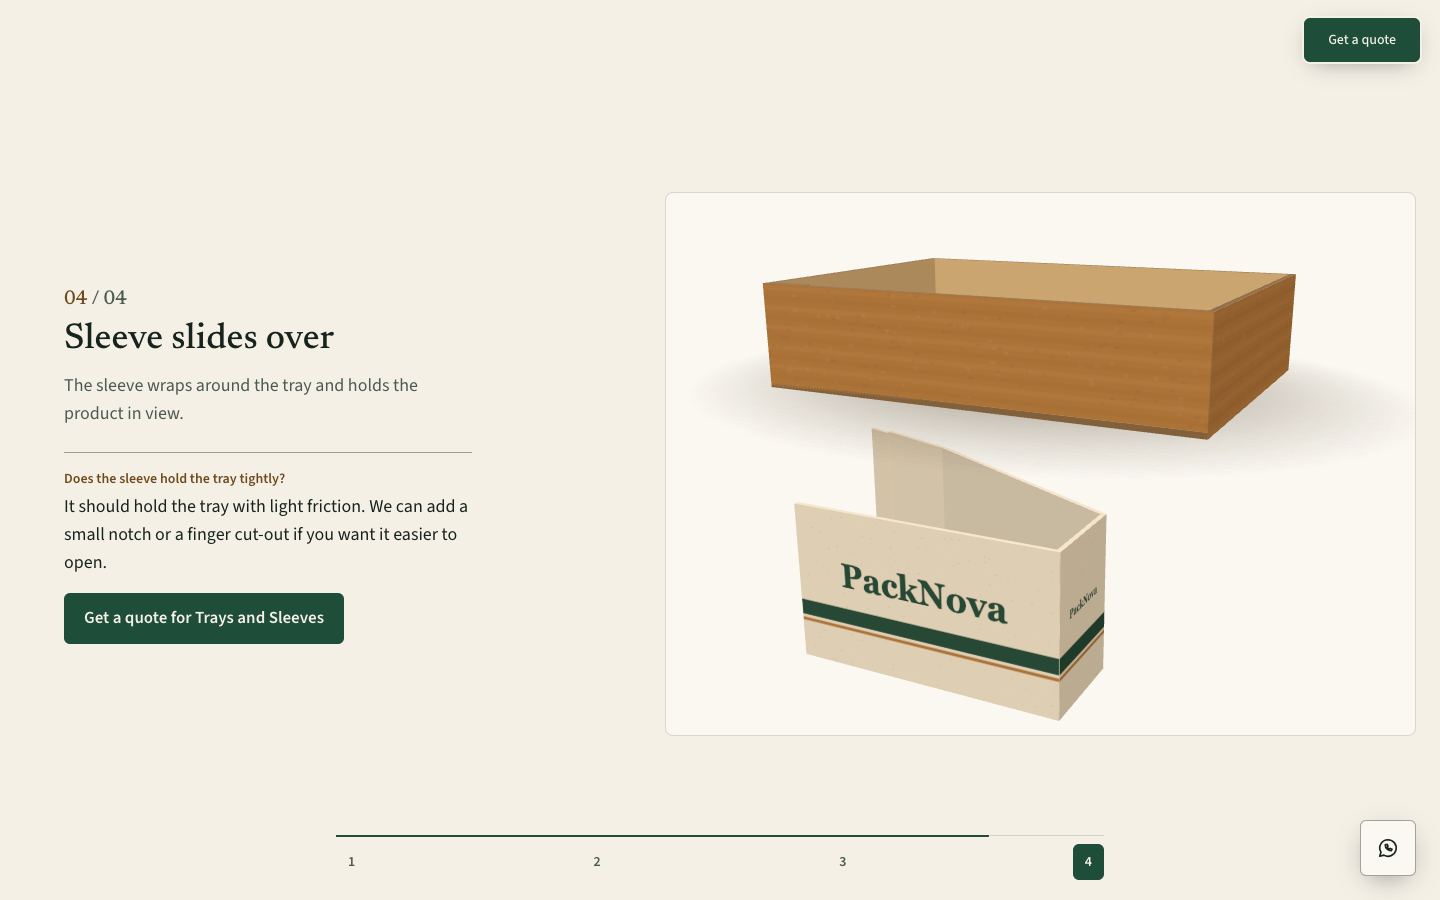 Get a quote
04 / 04
Sleeve slides over
The sleeve wraps around the tray and holds the
product in view.
Does the sleeve hold the tray tightly?
It should hold the tray with light friction. We can add a
small notch or a finger cut-out if you want it easier to
open.
Get a quote for Trays and Sleeves
PackNova
PackNova
1
2
3
4